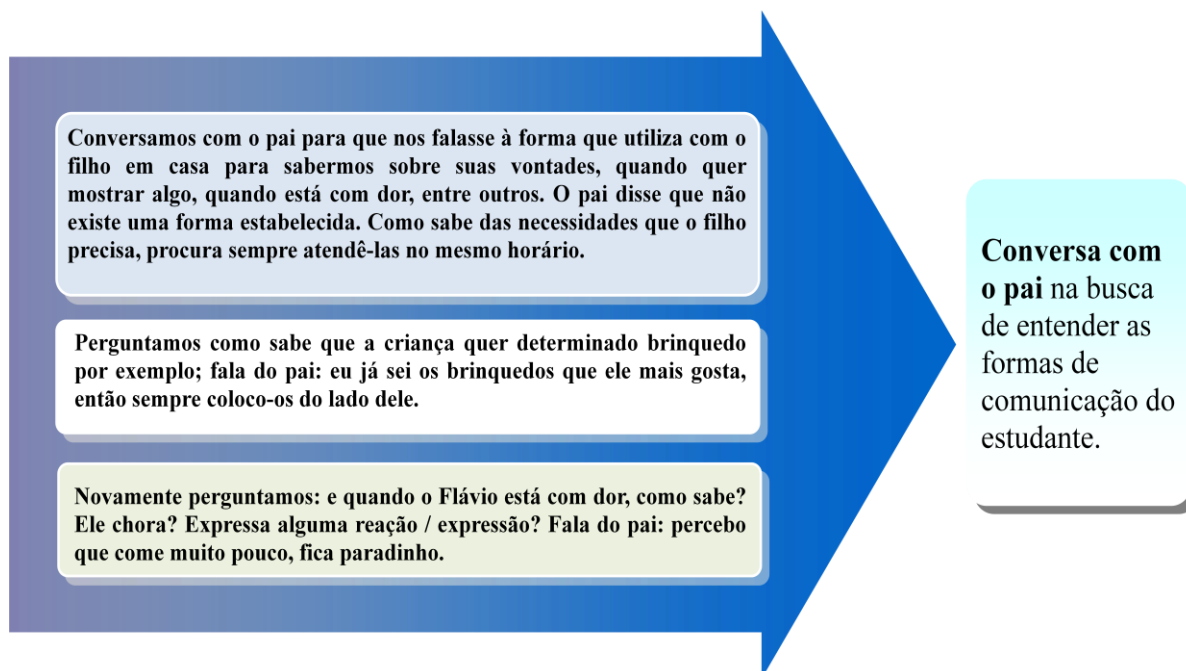 Conversamos com o pai para que nos falasse à forma que utiliza com o
filho em casa para sabermos sobre suas vontades, quando quer
mostrar algo, quando está com dor, entre outros. O pai disse que não
existe uma forma estabelecida. Como sabe das necessidades que o filho
precisa, procura sempre atendê-las no mesmo horário.
Perguntamos como sabe que a criança quer determinado brinquedo
por exemplo; fala do pai: eu já sei os brinquedos que ele mais gosta,
então sempre coloco-os do lado dele.
Novamente perguntamos: e quando o Flávio está com dor, como sabe?
Ele chora? Expressa alguma reação / expressão? Fala do pai: percebo
que come muito pouco, fica paradinho.
Conversa com
o pai na busca
de entender as
formas de
comunicação do
estudante.